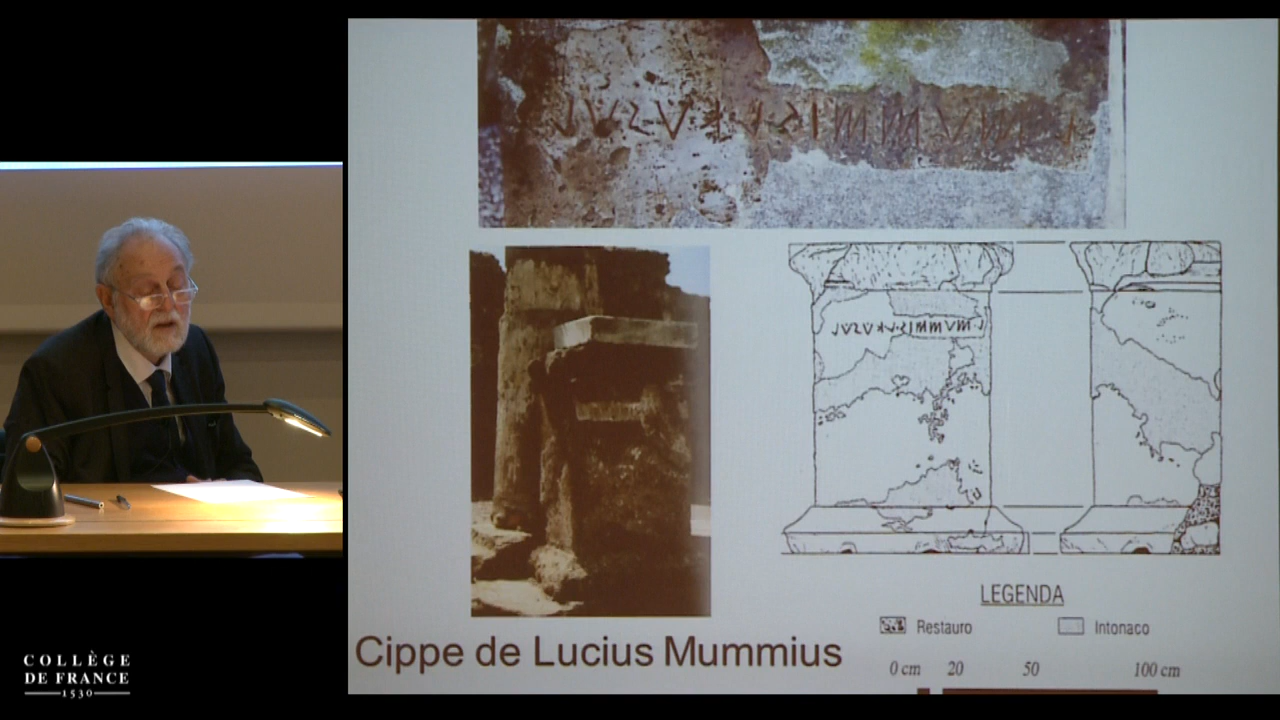 Cippe de Lucius Mummius
LEGENDA
Restauro
Intonaco
0 cm 20 50 100 cm
COLLÈGE
DE FRANCE
1530